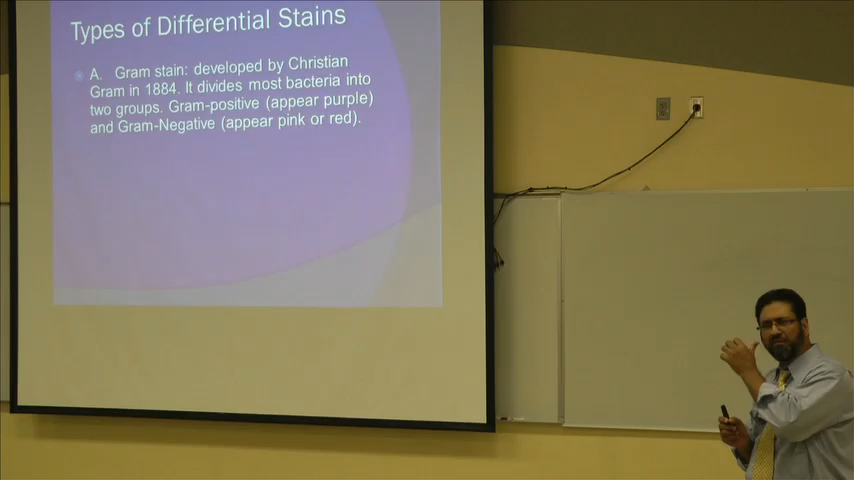 Types of Differential Stains
A. Gram stain: developed by Christian
Gram in 1884. It divides most bacteria into
two groups. Gram-positive (appear purple)
and Gram-Negative (appear pink or red).